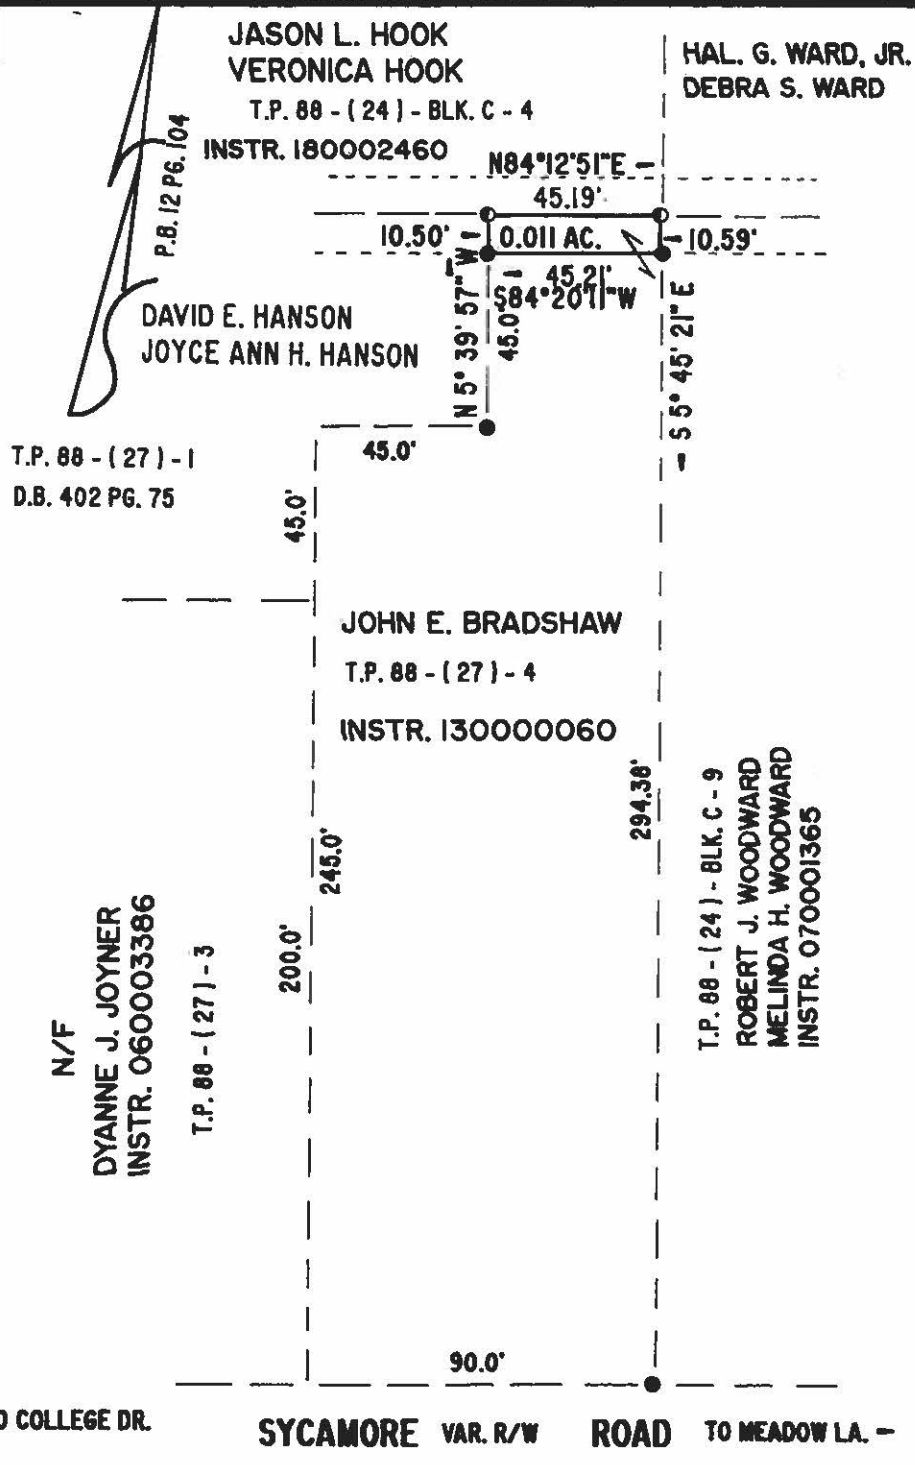 JASON L. HOOK
VERONICA HOOK
T.P. 88 - ( 24 ) - BLK. C - 4
INSTR. 180002460
HAL. G. WARD, JR.
DEBRA S. WARD
P.B. 12 PG. 104
N84°12'51"E -
45.19'
10.50' -
0.011 AC.
- 10.59'
- 45.21'
S84°20'11"W
N 5° 39' 57" W -
45.0'
- S 5° 45' 21" E
DAVID E. HANSON
JOYCE ANN H. HANSON
T.P. 88 - ( 27 ) - 1
D.B. 402 PG. 75
45.0'
45.0'
JOHN E. BRADSHAW
T.P. 88 - ( 27 ) - 4
INSTR. 130000060
294.38'
245.0'
200.0'
N/F
DYANNE J. JOYNER
INSTR. 060003386
T.P. 88 - ( 27 ) - 3
T.P. 88 - ( 24 ) - BLK. C - 9
ROBERT J. WOODWARD
MELINDA H. WOODWARD
INSTR. 070001365
90.0'
COLLEGE DR.
SYCAMORE VAR. R/W ROAD TO MEADOW LA. -